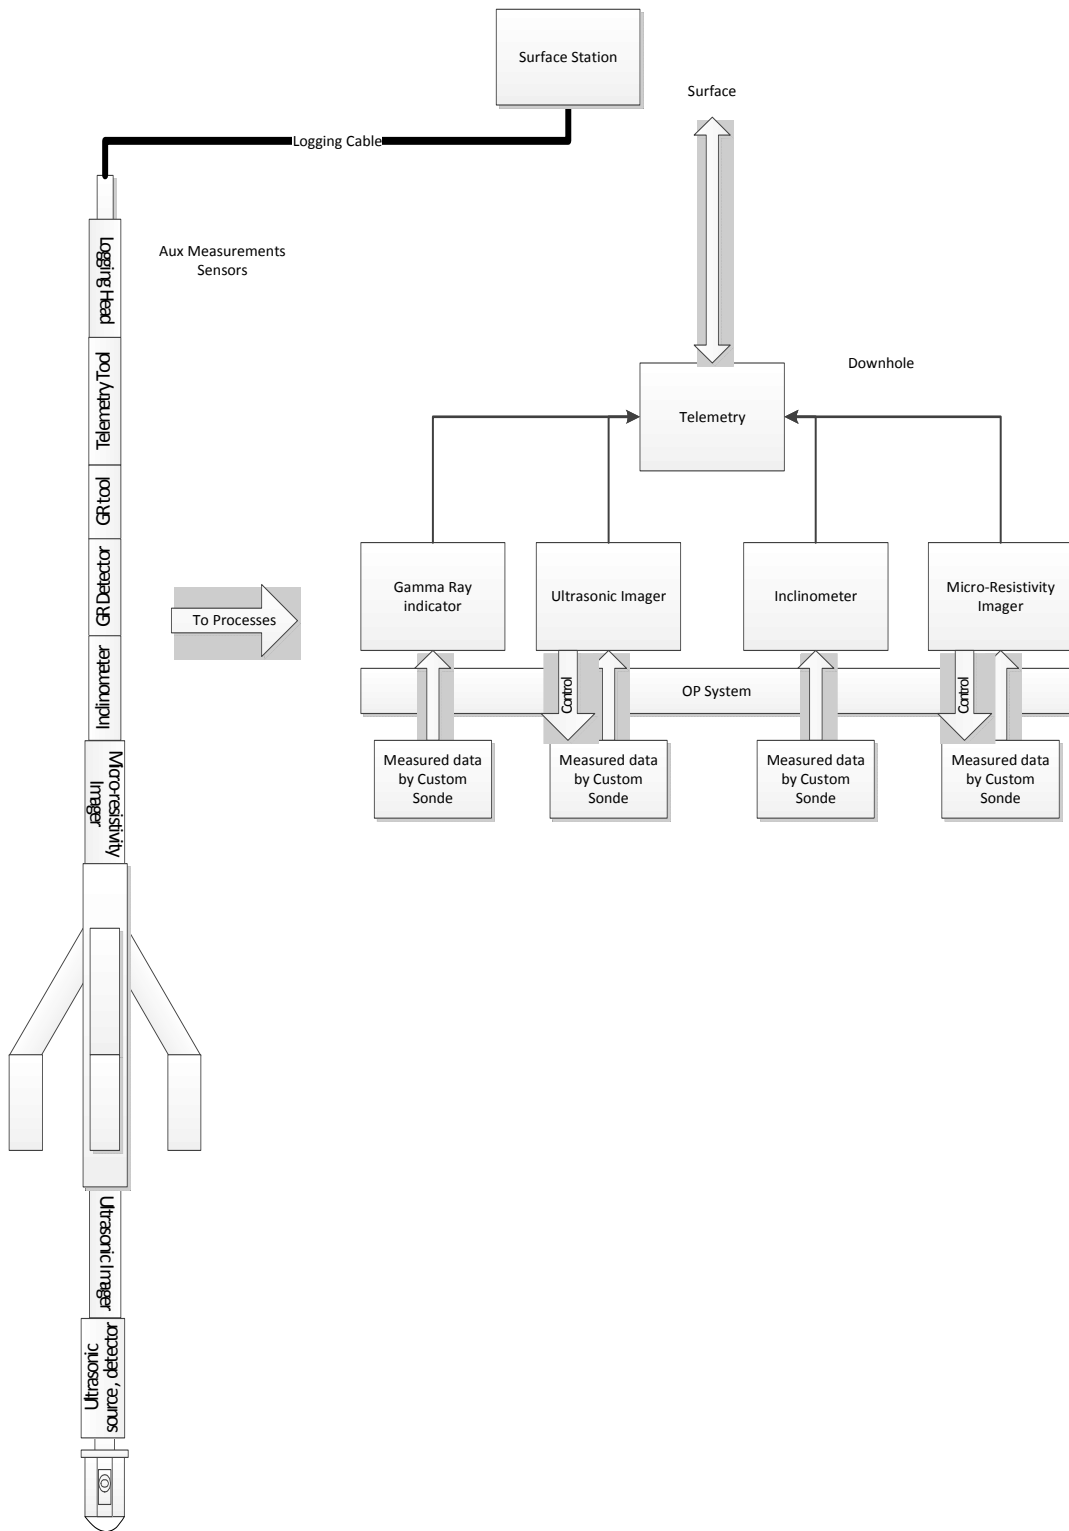 Surface Station
Surface
Logging Cable
Logging Head
Aux Measurements
Sensors
Telemetry Tool
Downhole
Telemetry
GR tool
GR Detector
Gamma Ray
indicator
Ultrasonic Imager
Inclinometer
Micro-Resistivity
Imager
To Processes
Inclinometer
Control
OP System
Control
Measured data
by Custom
Sonde
Measured data
by Custom
Sonde
Measured data
by Custom
Sonde
Measured data
by Custom
Sonde
Micro-resistivity
Imager
Ultrasonic Imager
Ultrasonic
source, detector